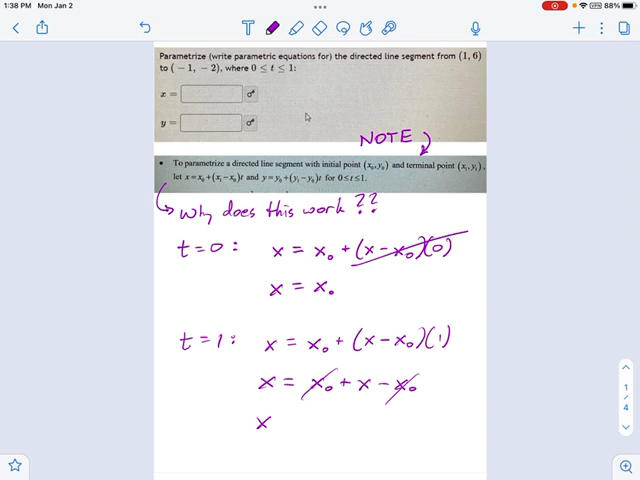 1:38 PM Mon Jan 2
88%
Parametrize (write parametric equations for) the directed line segment from (1, 6)
to (−1, −2), where 0 ≤ t ≤ 1:
x =
y =
NOTE
• To parametrize a directed line segment with initial point (x₀, y₀) and terminal point (x₁, y₁),
let x = x₀ + (x₁ − x₀)t and y = y₀ + (y₁ − y₀)t for 0 ≤ t ≤ 1.
Why does this work??
t=0: x = x₀ + (x − x₀)(0)
x = x₀
t=1: x = x₀ + (x − x₀)(1)
x = x₀ + x − x₀
x
1
/
4